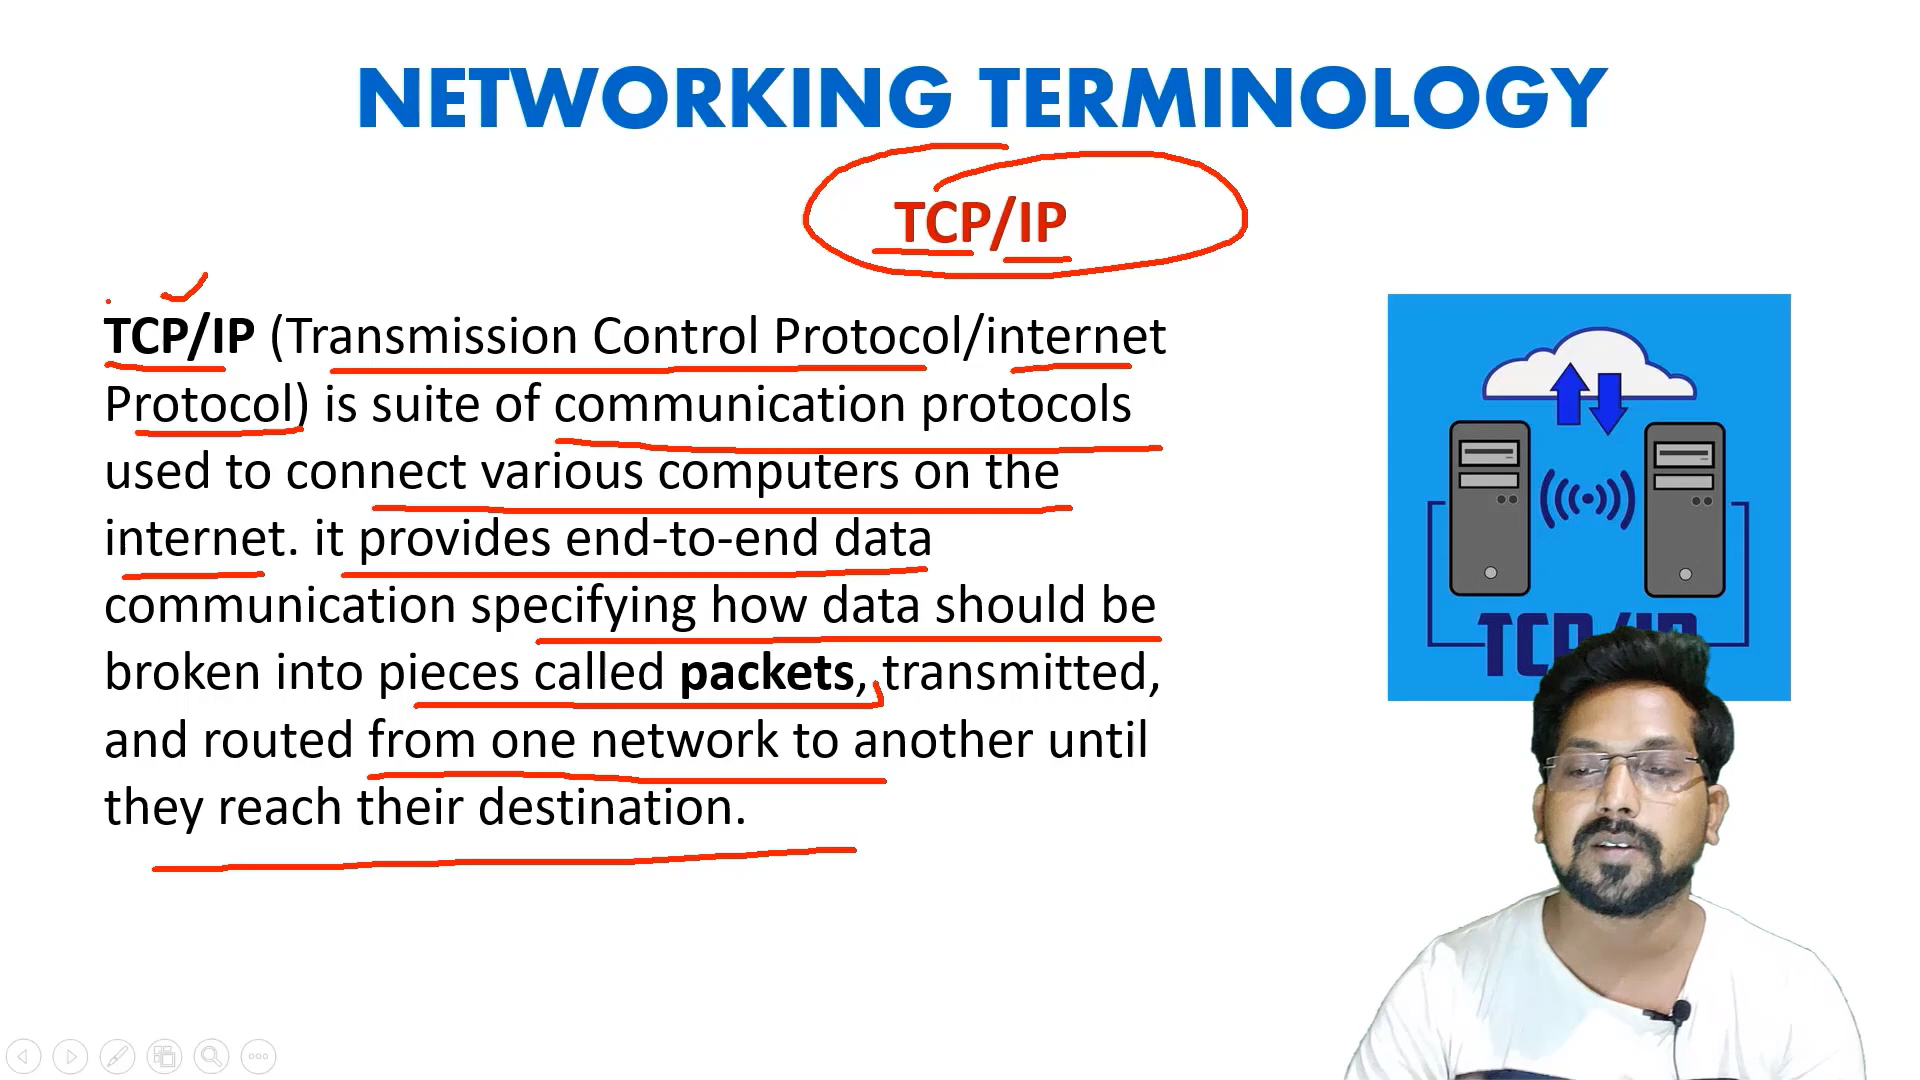 NETWORKING TERMINOLOGY
TCP/IP
TCP/IP (Transmission Control Protocol/internet
Protocol) is suite of communication protocols
used to connect various computers on the
internet. it provides end-to-end data
communication specifying how data should be
broken into pieces called packets, transmitted,
and routed from one network to another until
they reach their destination.
TCP/IP